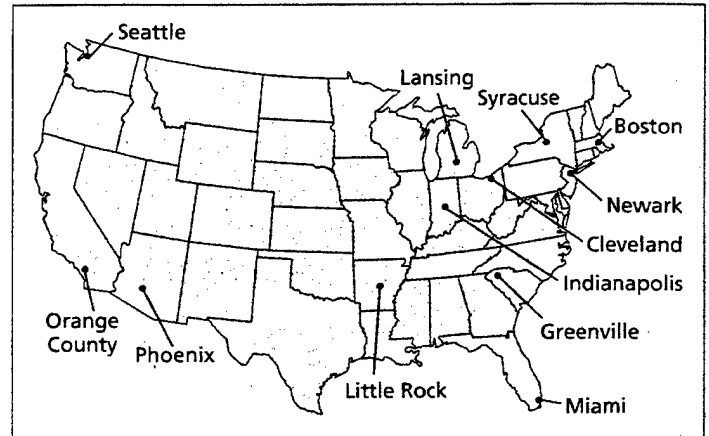 Seattle
Lansing
Syracuse
Boston
Newark
Cleveland
Indianapolis
Greenville
Orange
County
Phoenix
Little Rock
Miami